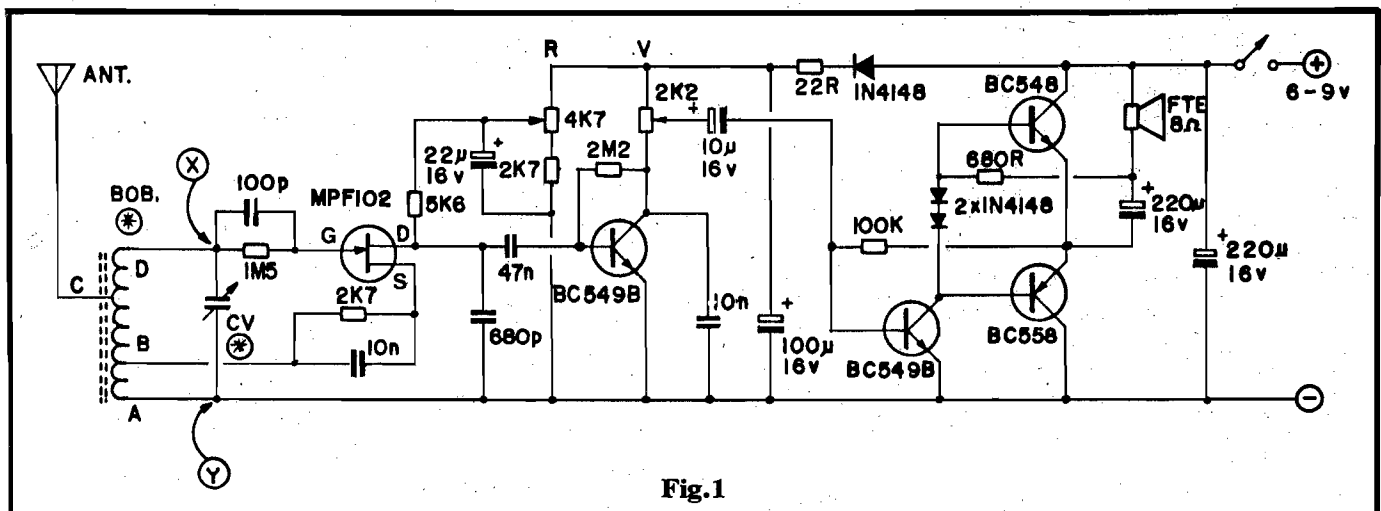 ANT.
C
BOB.
*
D
B
A
X
Y
100p
1M5
CV
*
MPF102
G
D
S
2K7
10n
5K6
22µ
16v
+
R
4K7
2K7
680p
47n
2M2
BC549B
V
2K2
+
10µ
16v
10n
+
100µ
16v
22R
1N4148
100K
BC549B
680R
2x1N4148
BC548
BC558
FTE
8Ω
+
220µ
16v
+
220µ
16v
+
6-9v
-
Fig.1